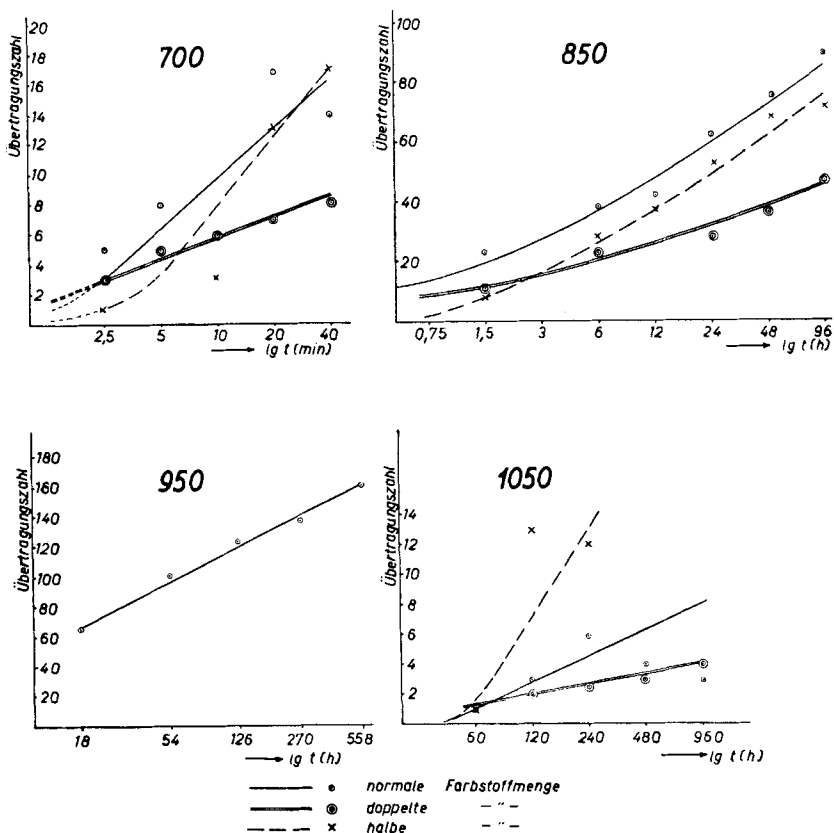 700
Übertragungszahl
20
18
16
14
12
10
8
6
4
2
2,5 5 10 20 40
lg t (min)
850
Übertragungszahl
100
80
60
40
20
0,75 1,5 3 6 12 24 48 96
lg t (h)
950
Übertragungszahl
180
160
140
120
100
80
60
40
20
18 54 126 270 558
lg t (h)
1050
Übertragungszahl
14
12
10
8
6
4
2
60 120 240 480 960
lg t (h)
normale Farbstoffmenge
doppelte - " -
halbe - " -